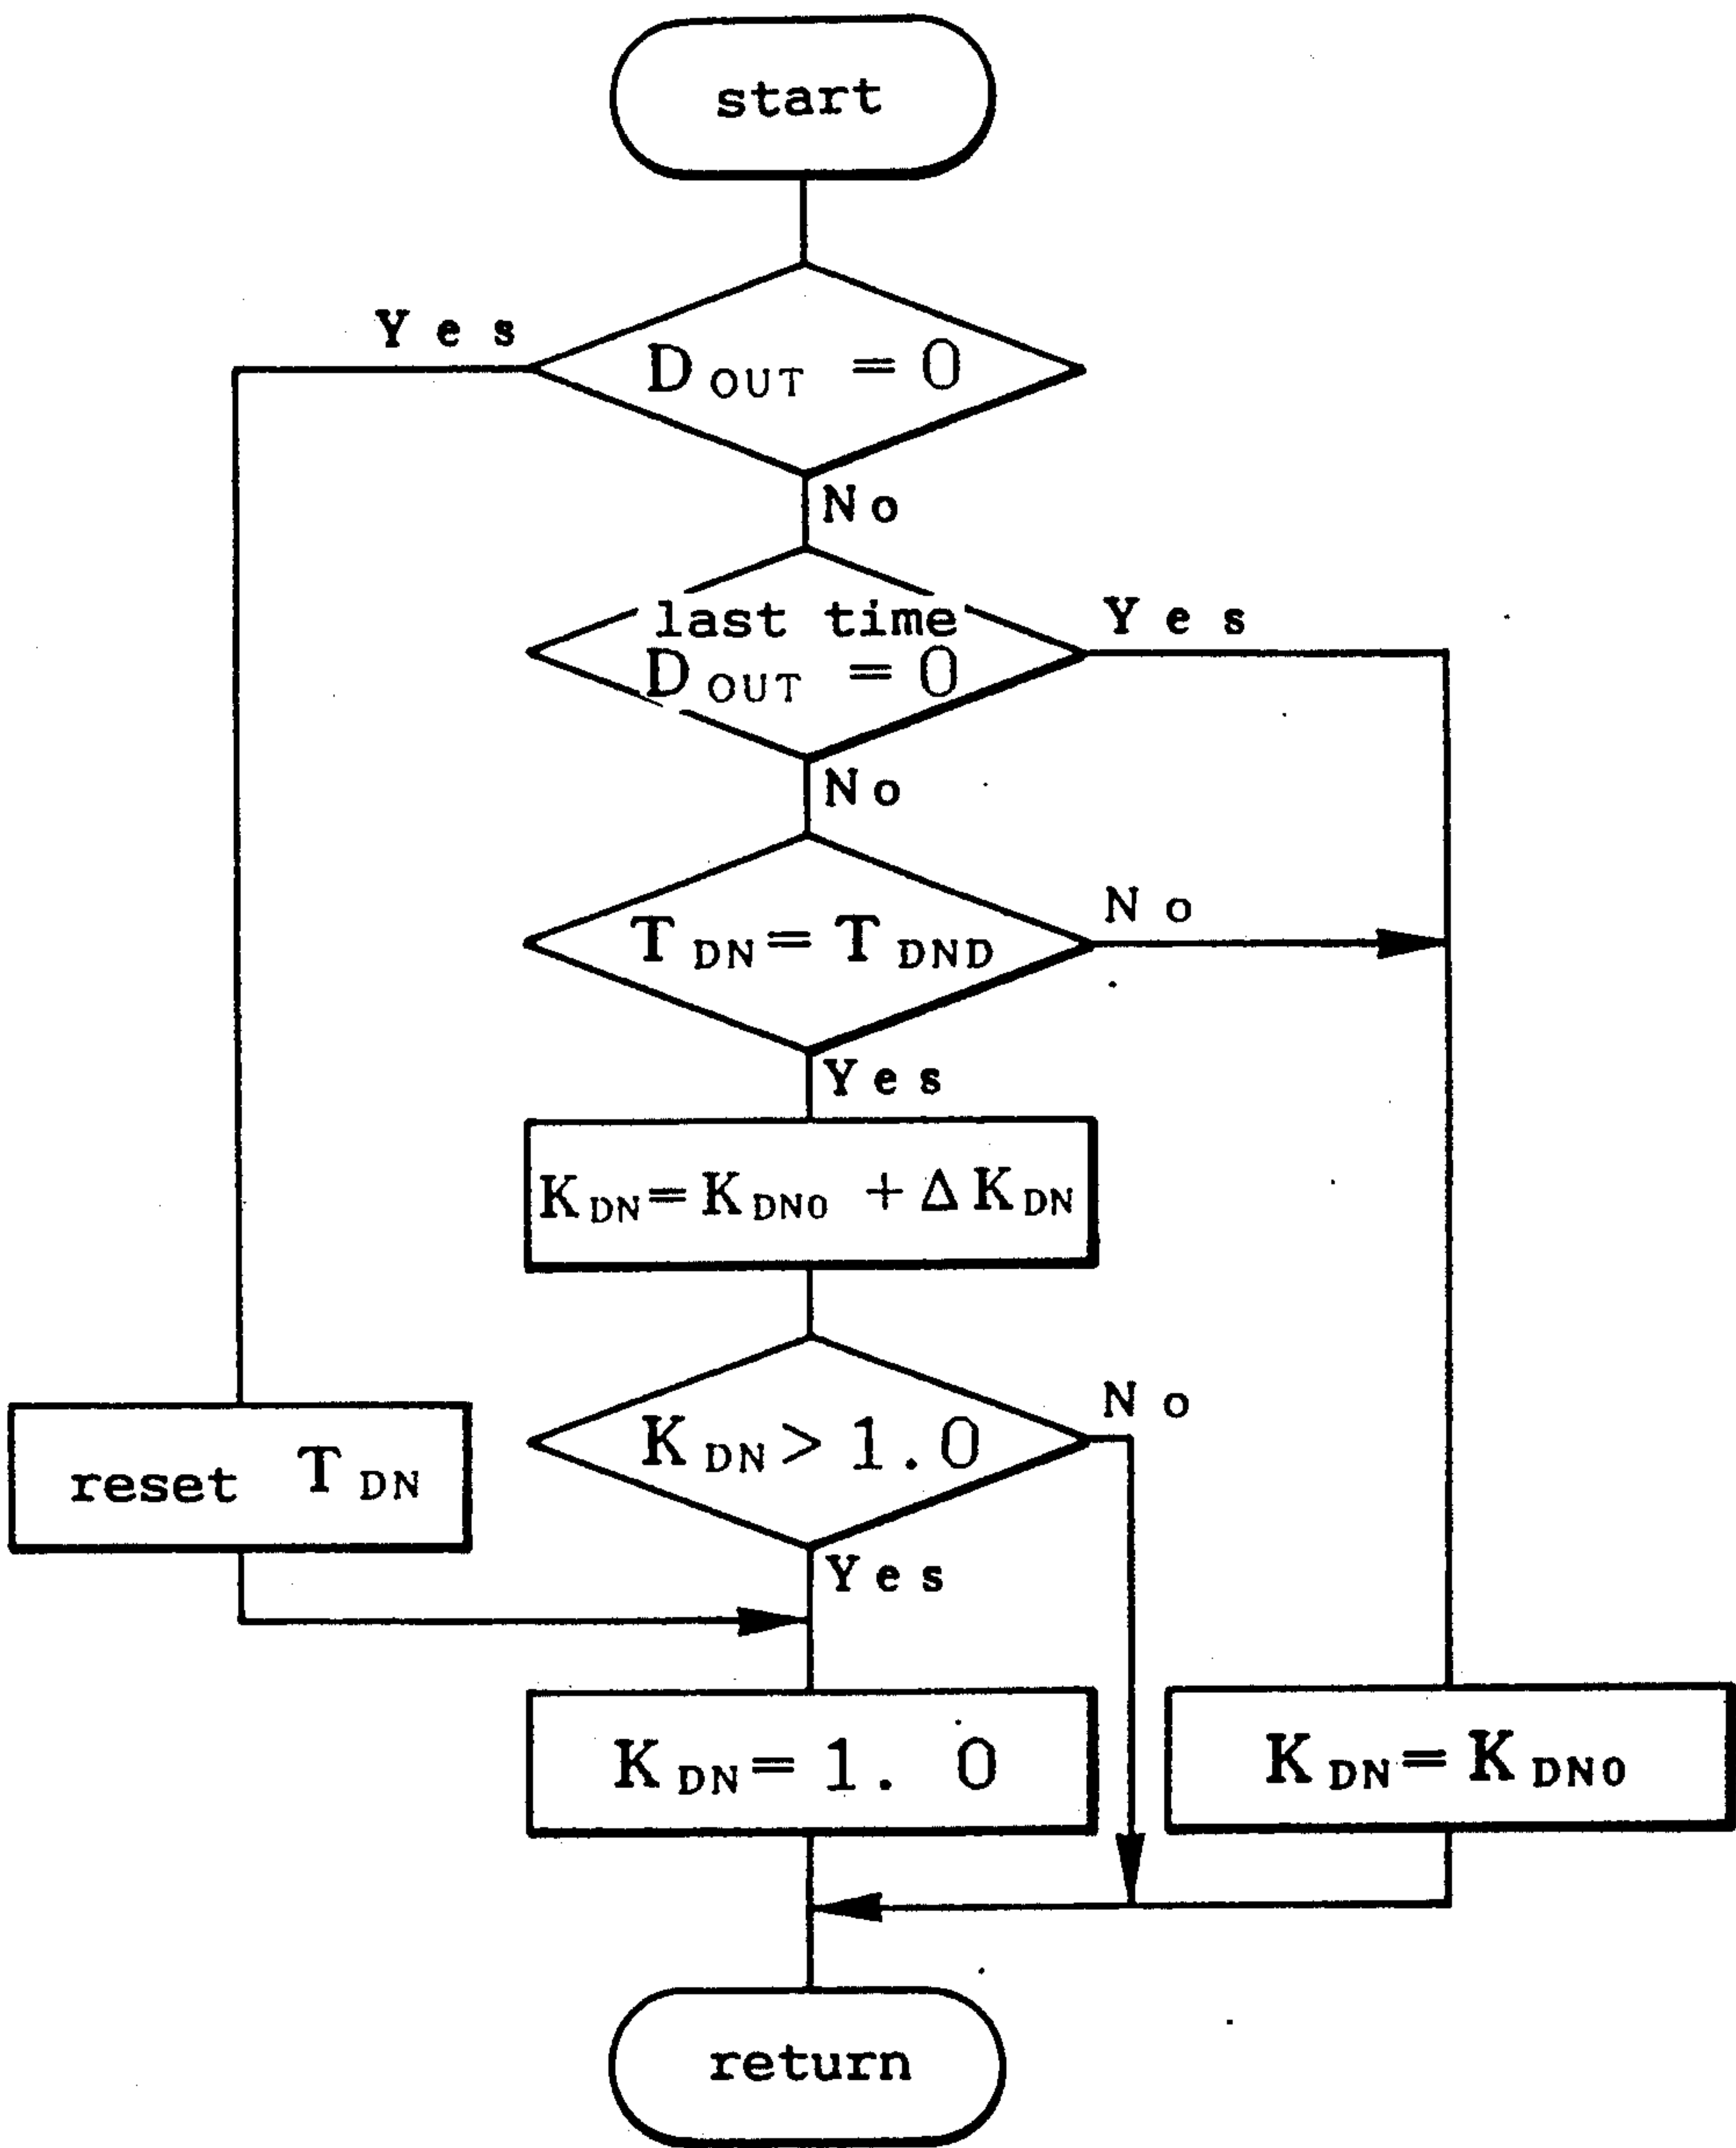 start
Yes
D OUT = 0
No
last time
D OUT = 0
Yes
No
T DN = T DND
No
Yes
K DN = K DN0 + Δ K DN
K DN > 1.0
No
reset T DN
Yes
K DN = 1. 0
K DN = K DN0
return